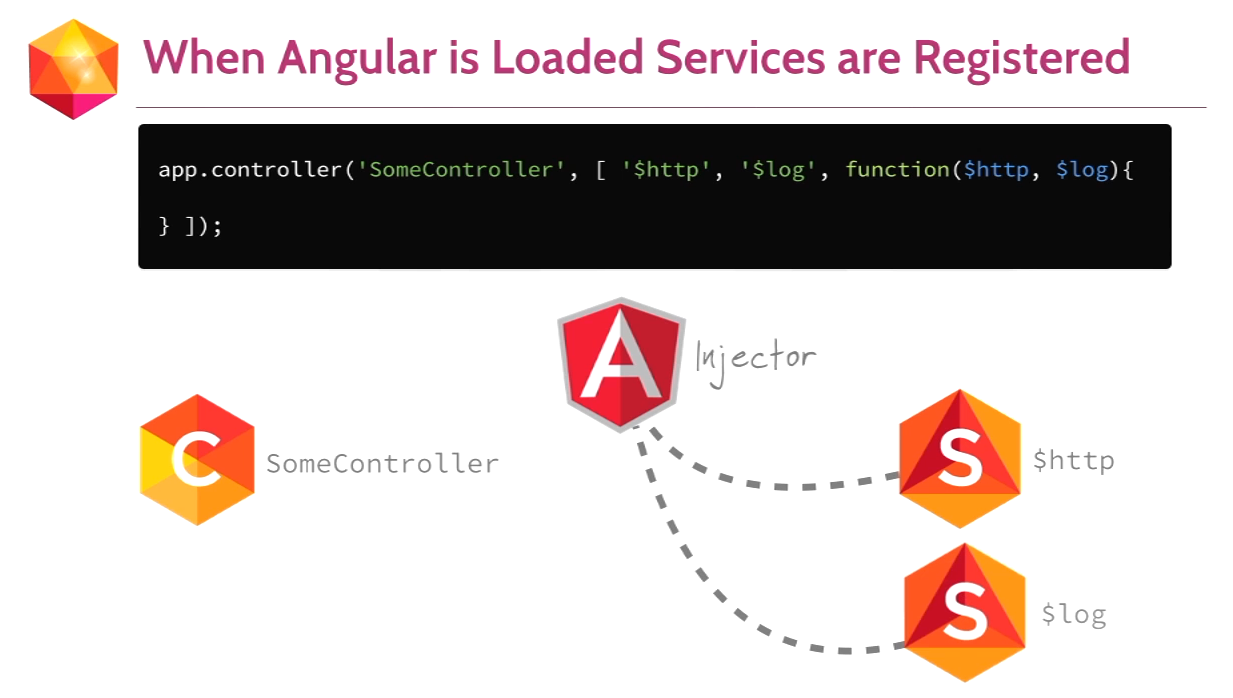 When Angular is Loaded Services are Registered
app.controller('SomeController', [ '$http', '$log', function($http, $log){
} ]);
A
Injector
C
SomeController
S
$http
S
$log